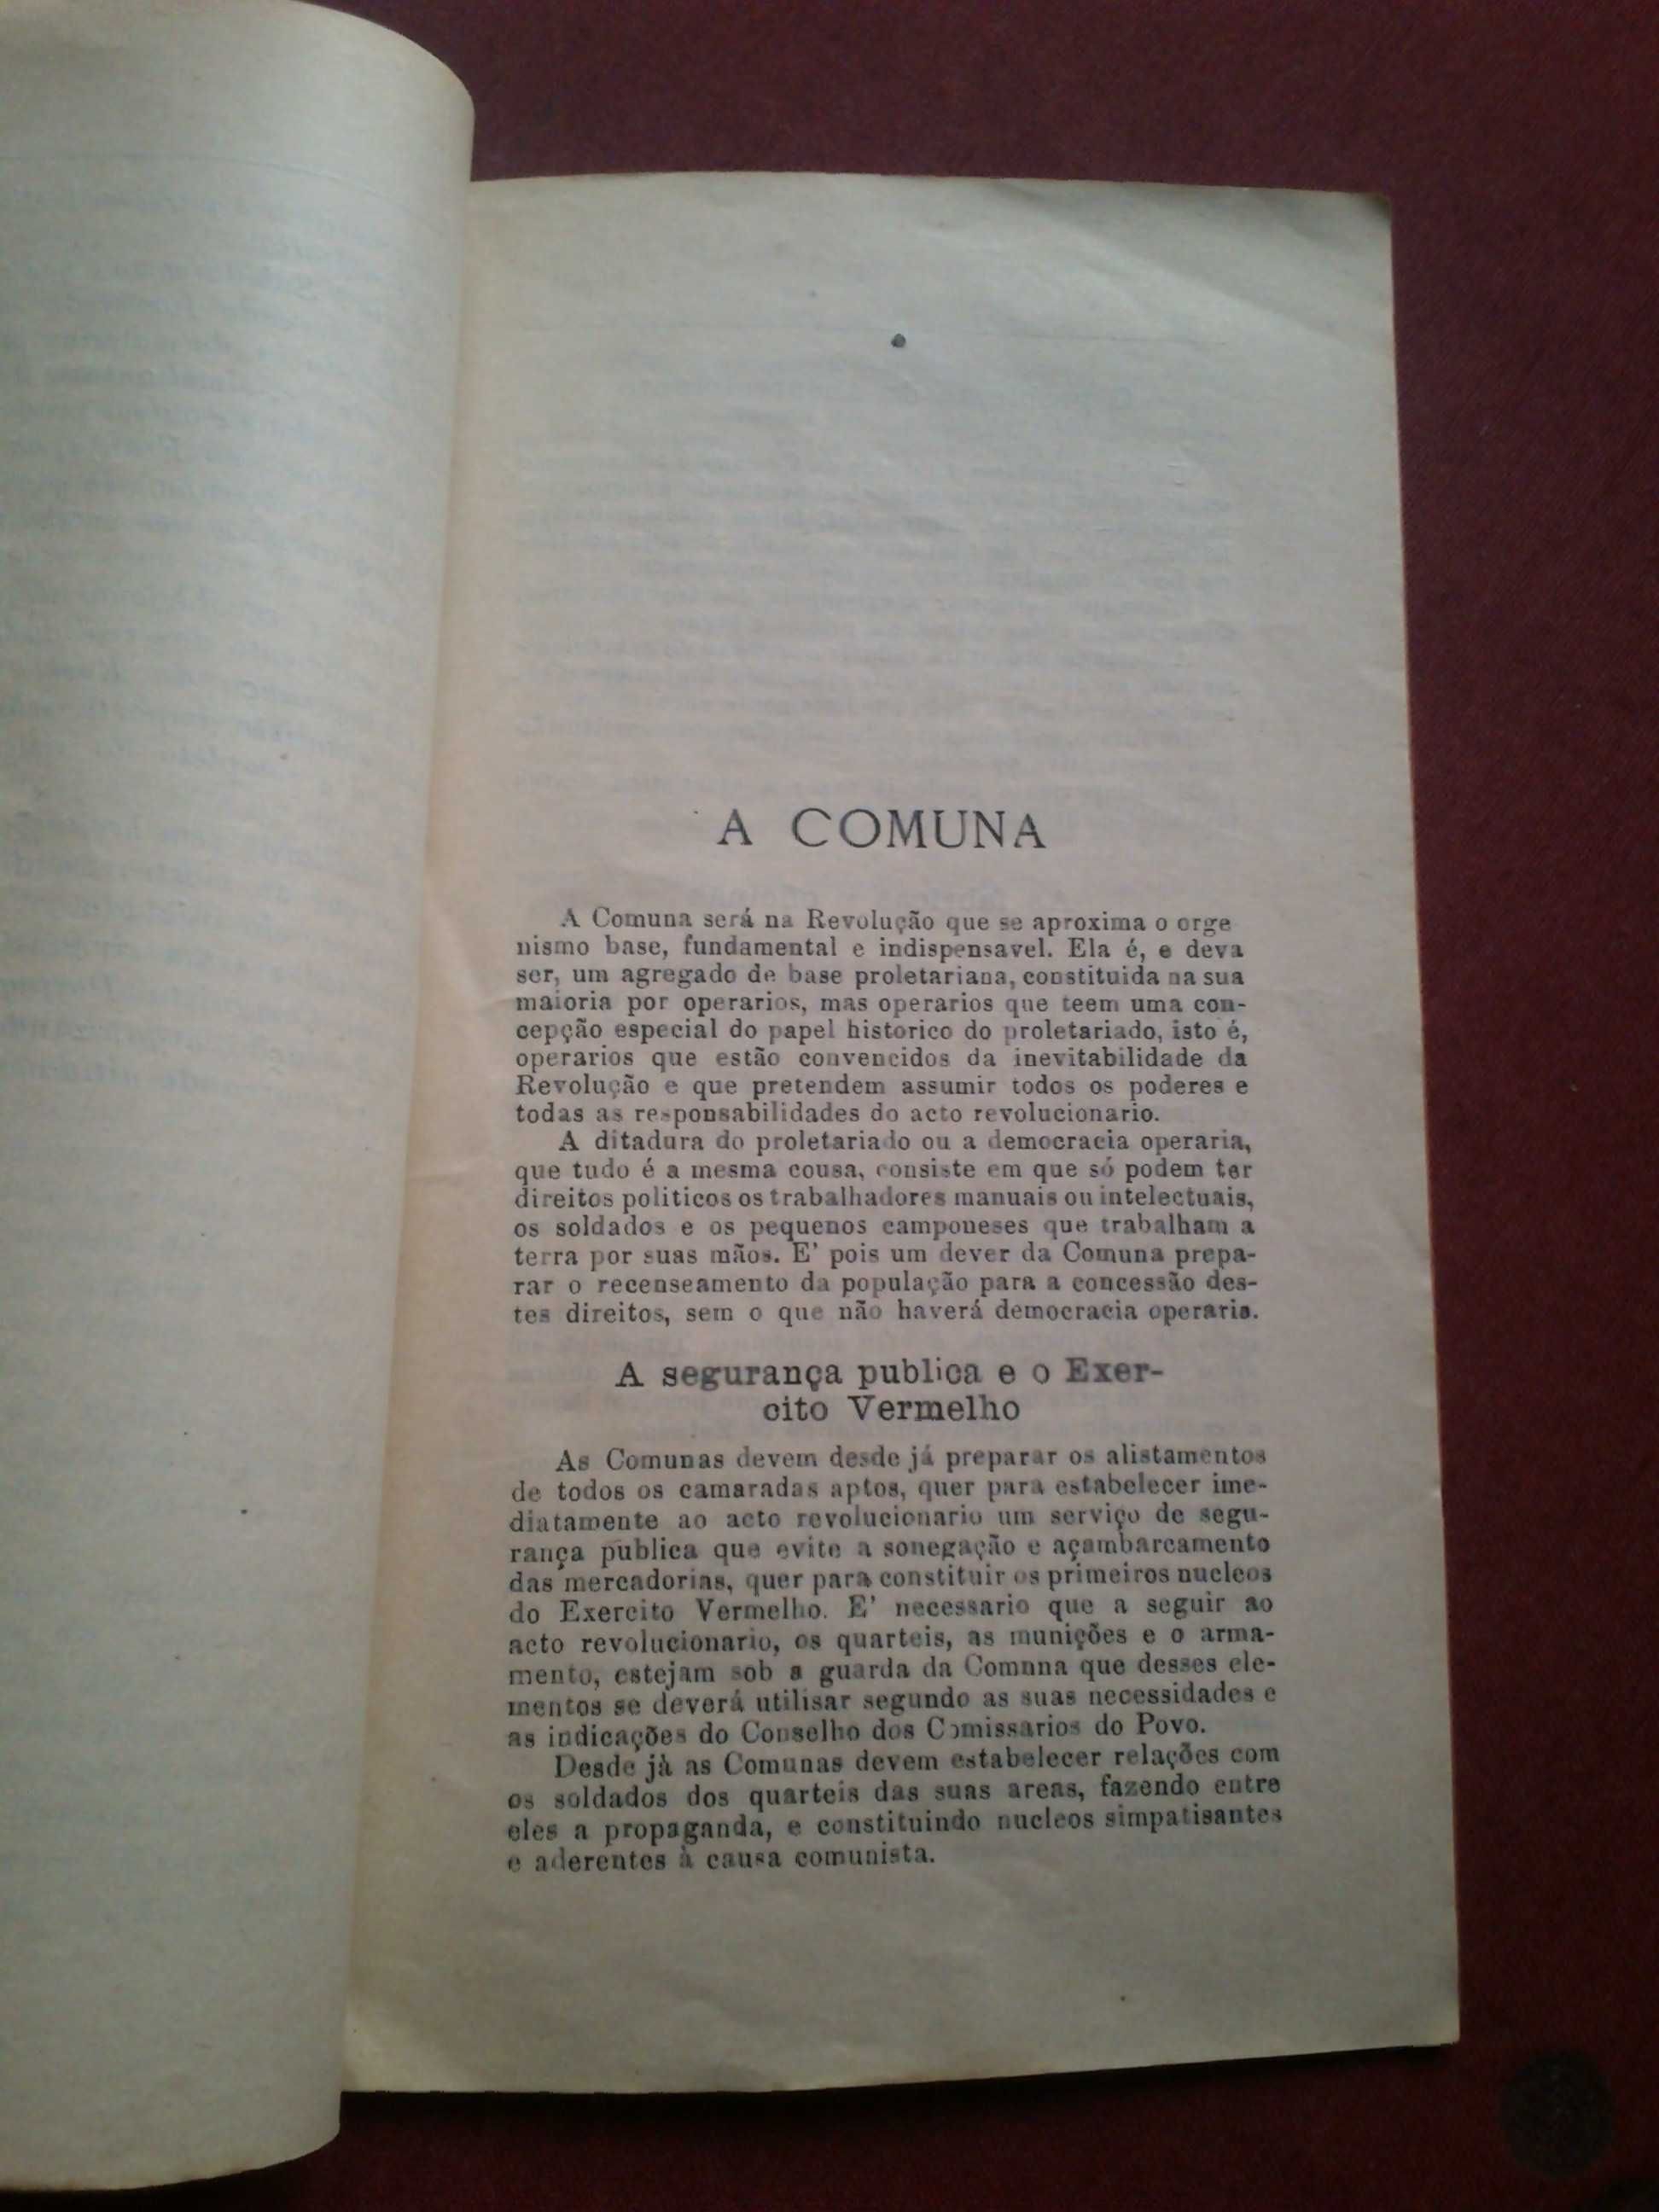 A COMUNA
A Comuna será na Revolução que se aproxima o orge
nismo base, fundamental e indispensavel. Ela é, e deva
ser, um agregado de base proletariana, constituida na sua
maioria por operarios, mas operarios que teem uma con-
cepção especial do papel historico do proletariado, isto é,
operarios que estão convencidos da inevitabilidade da
Revolução e que pretendem assumir todos os poderes e
todas as responsabilidades do acto revolucionario.
A ditadura do proletariado ou a democracia operaria,
que tudo é a mesma cousa, consiste em que só podem ter
direitos politicos os trabalhadores manuais ou intelectuais,
os soldados e os pequenos camponeses que trabalham a
terra por suas mãos. E' pois um dever da Comuna prepa-
rar o recenseamento da população para a concessão des-
tes direitos, sem o que não haverá democracia operaria.
A segurança publica e o Exer-
cito Vermelho
As Comunas devem desde já preparar os alistamentos
de todos os camaradas aptos, quer para estabelecer ime-
diatamente ao acto revolucionario um serviço de segu-
rança publica que evite a sonegação e açambarcamento
das mercadorias, quer para constituir os primeiros nucleos
do Exercito Vermelho. E' necessario que a seguir ao
acto revolucionario, os quarteis, as munições e o arma-
mento, estejam sob a guarda da Comnna que desses ele-
mentos se deverá utilisar segundo as suas necessidades e
as indicações do Conselho dos Comissarios do Povo.
Desde jà as Comunas devem estabelecer relações com
os soldados dos quarteis das suas areas, fazendo entre
eles a propaganda, e constituindo nucleos simpatisantes
e aderentes à causa comunista.